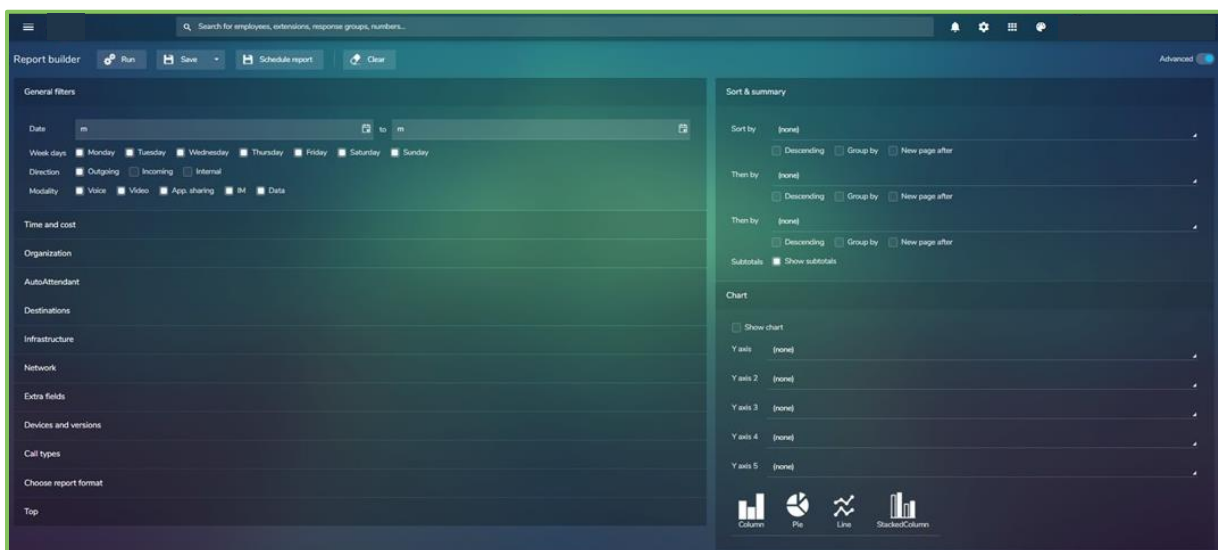 Search for employees, extensions, response groups, numbers...
Report builder Run Save Schedule report Clear Advanced
General filters
Date m to m
Week days Monday Tuesday Wednesday Thursday Friday Saturday Sunday
Direction Outgoing Incoming Internal
Modality Voice Video App. sharing IM Data
Time and cost
Organization
AutoAttendant
Destinations
Infrastructure
Network
Extra fields
Devices and versions
Call types
Choose report format
Top
Sort & summary
Sort by (none)
Descending Group by New page after
Then by (none)
Descending Group by New page after
Then by (none)
Descending Group by New page after
Subtotals Show subtotals
Chart
Show chart
Y axis (none)
Y axis 2 (none)
Y axis 3 (none)
Y axis 4 (none)
Y axis 5 (none)
Column Pie Line StackedColumn